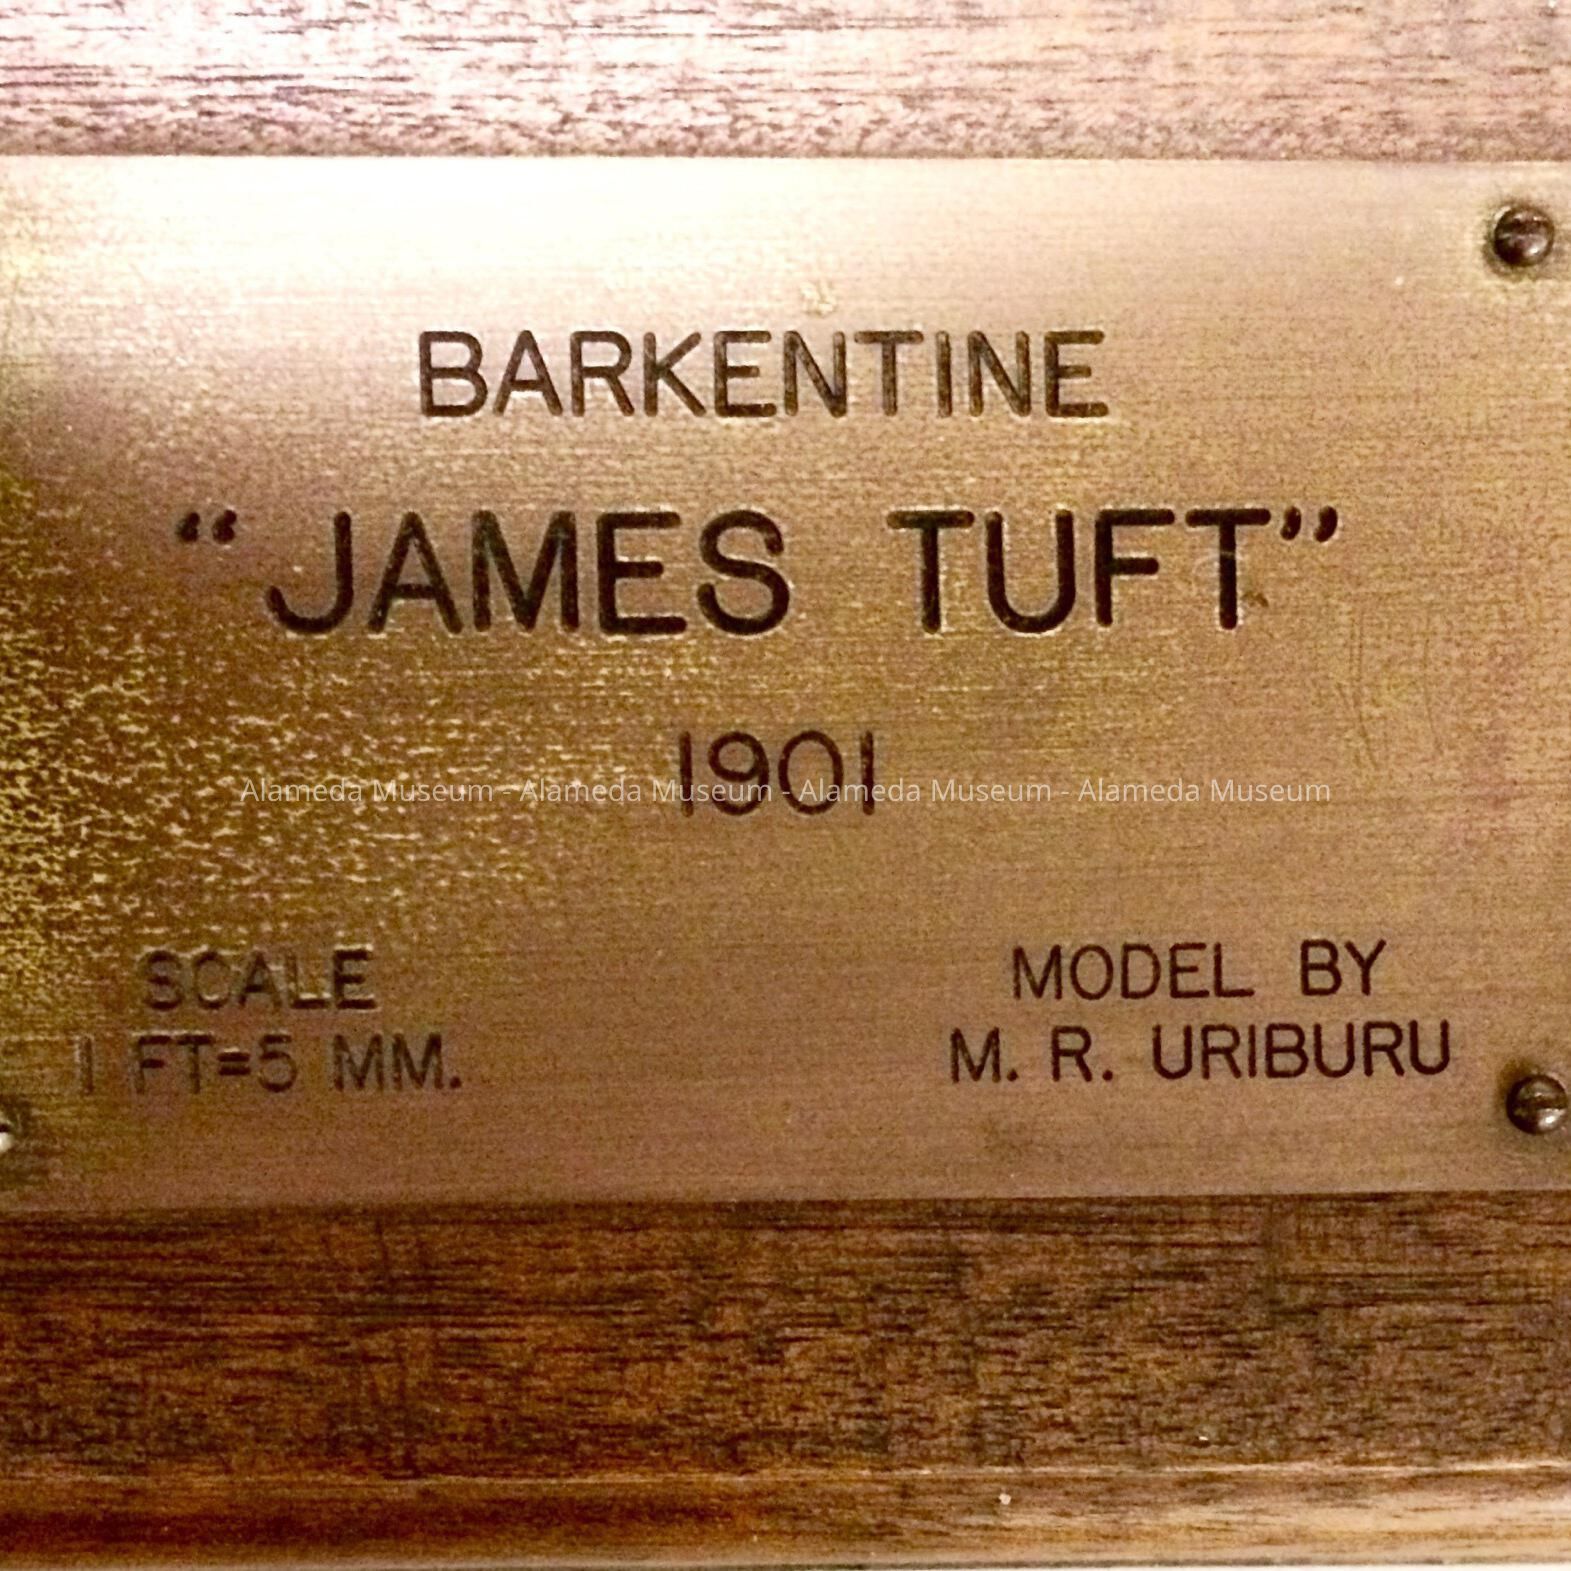 BARKENTINE
“JAMES TUFT”
1901
Alameda Museum - Alameda Museum - Alameda Museum - Alameda Museum
SCALE
1 FT=5 MM.
MODEL BY
M. R. URIBURU